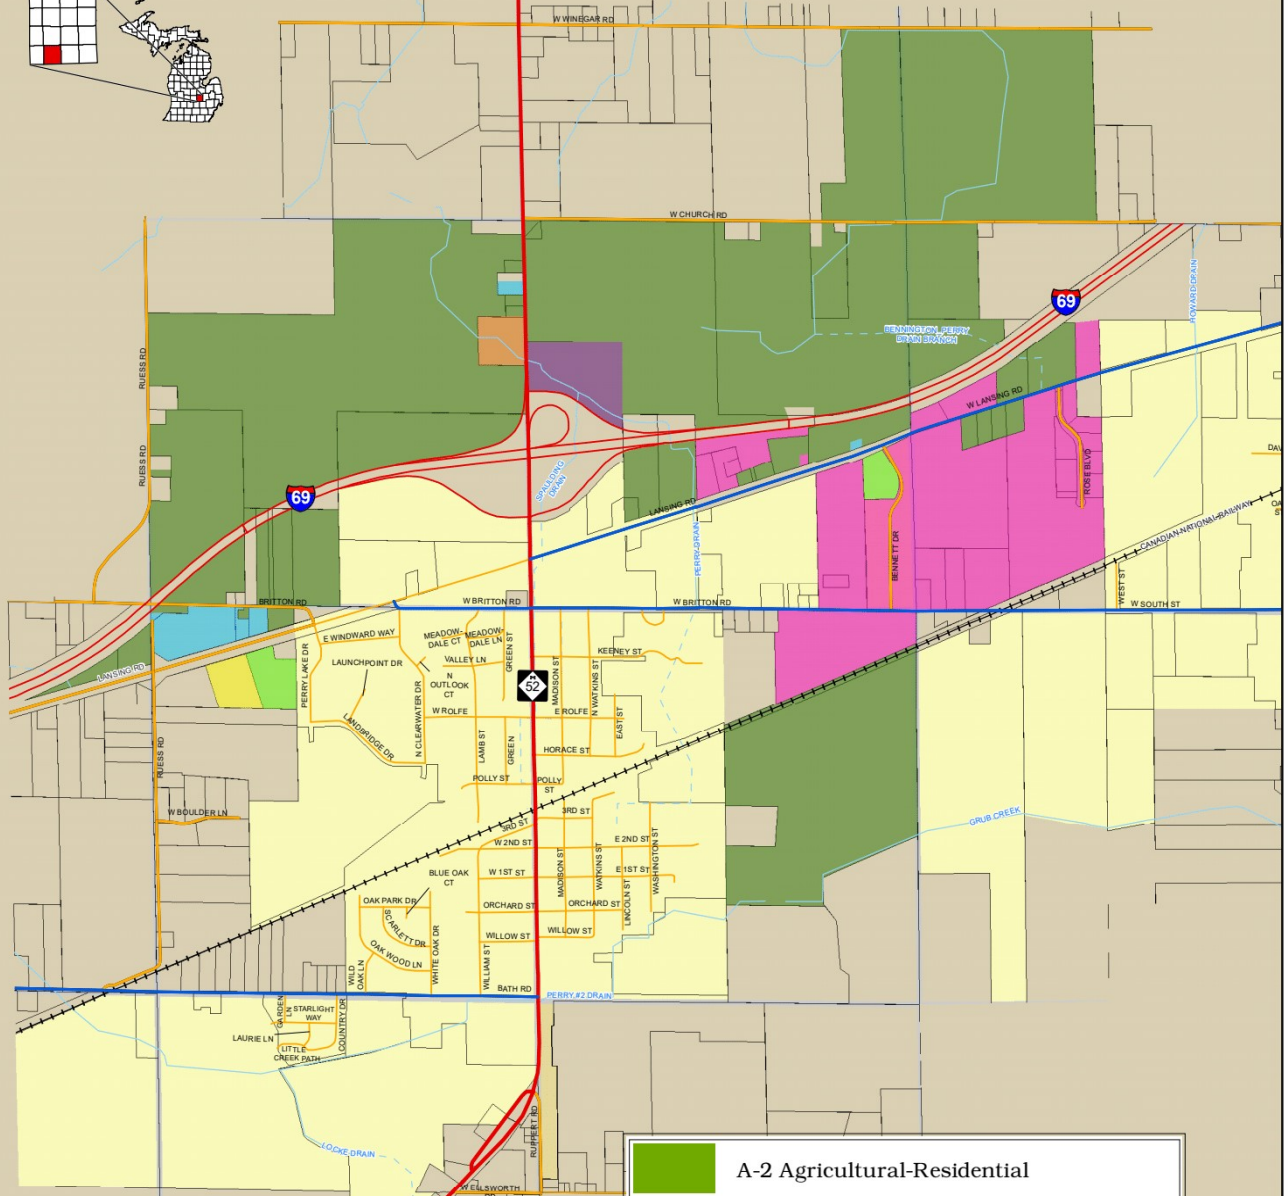 W WINEGAR RD
W CHURCH RD
HOWARD DRAIN
69
BENNINGTON PERRY
DRAIN BRANCH
RUESS RD
W LANSING RD
RUESS RD
ROSE BLVD
69
SPAULDING
DRAIN
LANSING RD
CANADIAN NATIONAL RAILWAY
PERRY DRAIN
BENNETT DR
WEST ST
BRITTON RD
W BRITTON RD
W BRITTON RD
W SOUTH ST
E WINDWARD WAY
MEADOW-
DALE CT
MEADOW-
DALE LN
GREEN ST
KEENEY ST
LAUNCHPOINT DR
VALLEY LN
PERRY LAKE DR
LANSING RD
N
OUTLOOK
CT
M
52
MADISON ST
N WATKINS ST
W ROLFE
E ROLFE
EAST ST
LANDBRIDGE DR
N CLEARWATER DR
LAMB ST
GREEN
HORACE ST
RUESS RD
POLLY ST
POLLY
ST
W BOULDER LN
3RD ST
3RD ST
GRUB CREEK
W 2ND ST
E 2ND ST
BLUE OAK
CT
W 1ST ST
E 1ST ST
MADISON ST
WATKINS ST
WASHINGTON ST
OAK PARK DR
ORCHARD ST
ORCHARD ST
LINCOLN ST
SCARLETT DR
WILLOW ST
WILLOW ST
OAK WOOD LN
WHITE OAK DR
WILD
OAK LN
WILLIAM ST
BATH RD
PERRY #2 DRAIN
GARDEN
LN
STARLIGHT
WAY
COUNTRY DR
LAURIE LN
LITTLE
CREEK PATH
LOCKE DRAIN
RUPPERT RD
W ELLSWORTH
A-2 Agricultural-Residential